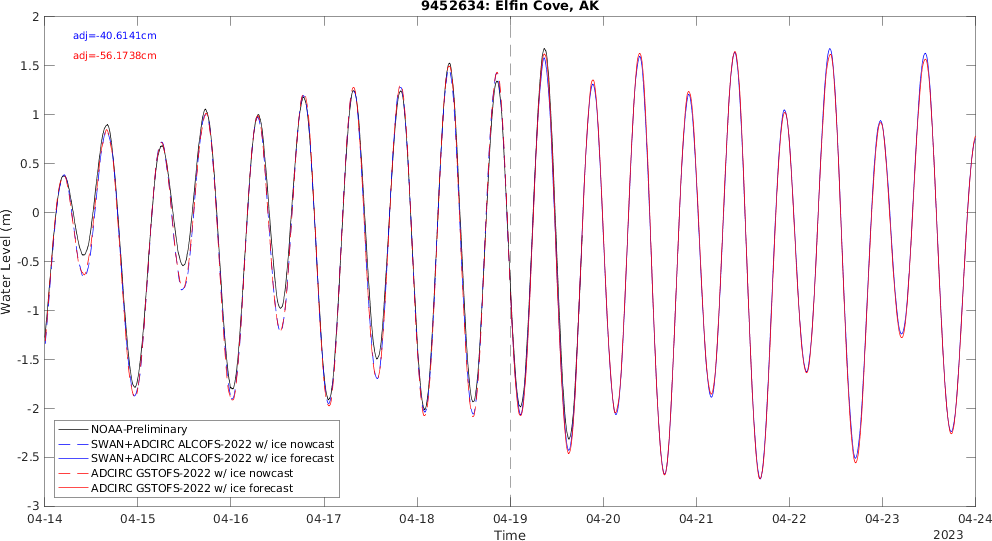 9452634: Elfin Cove, AK
adj=-40.6141cm
adj=-56.1738cm
Water Level (m)
2
1.5
1
0.5
0
-0.5
-1
-1.5
-2
-2.5
-3
NOAA-Preliminary
SWAN+ADCIRC ALCOFS-2022 w/ ice nowcast
SWAN+ADCIRC ALCOFS-2022 w/ ice forecast
ADCIRC GSTOFS-2022 w/ ice nowcast
ADCIRC GSTOFS-2022 w/ ice forecast
04-14 04-15 04-16 04-17 04-18 04-19 04-20 04-21 04-22 04-23 04-24
Time
2023